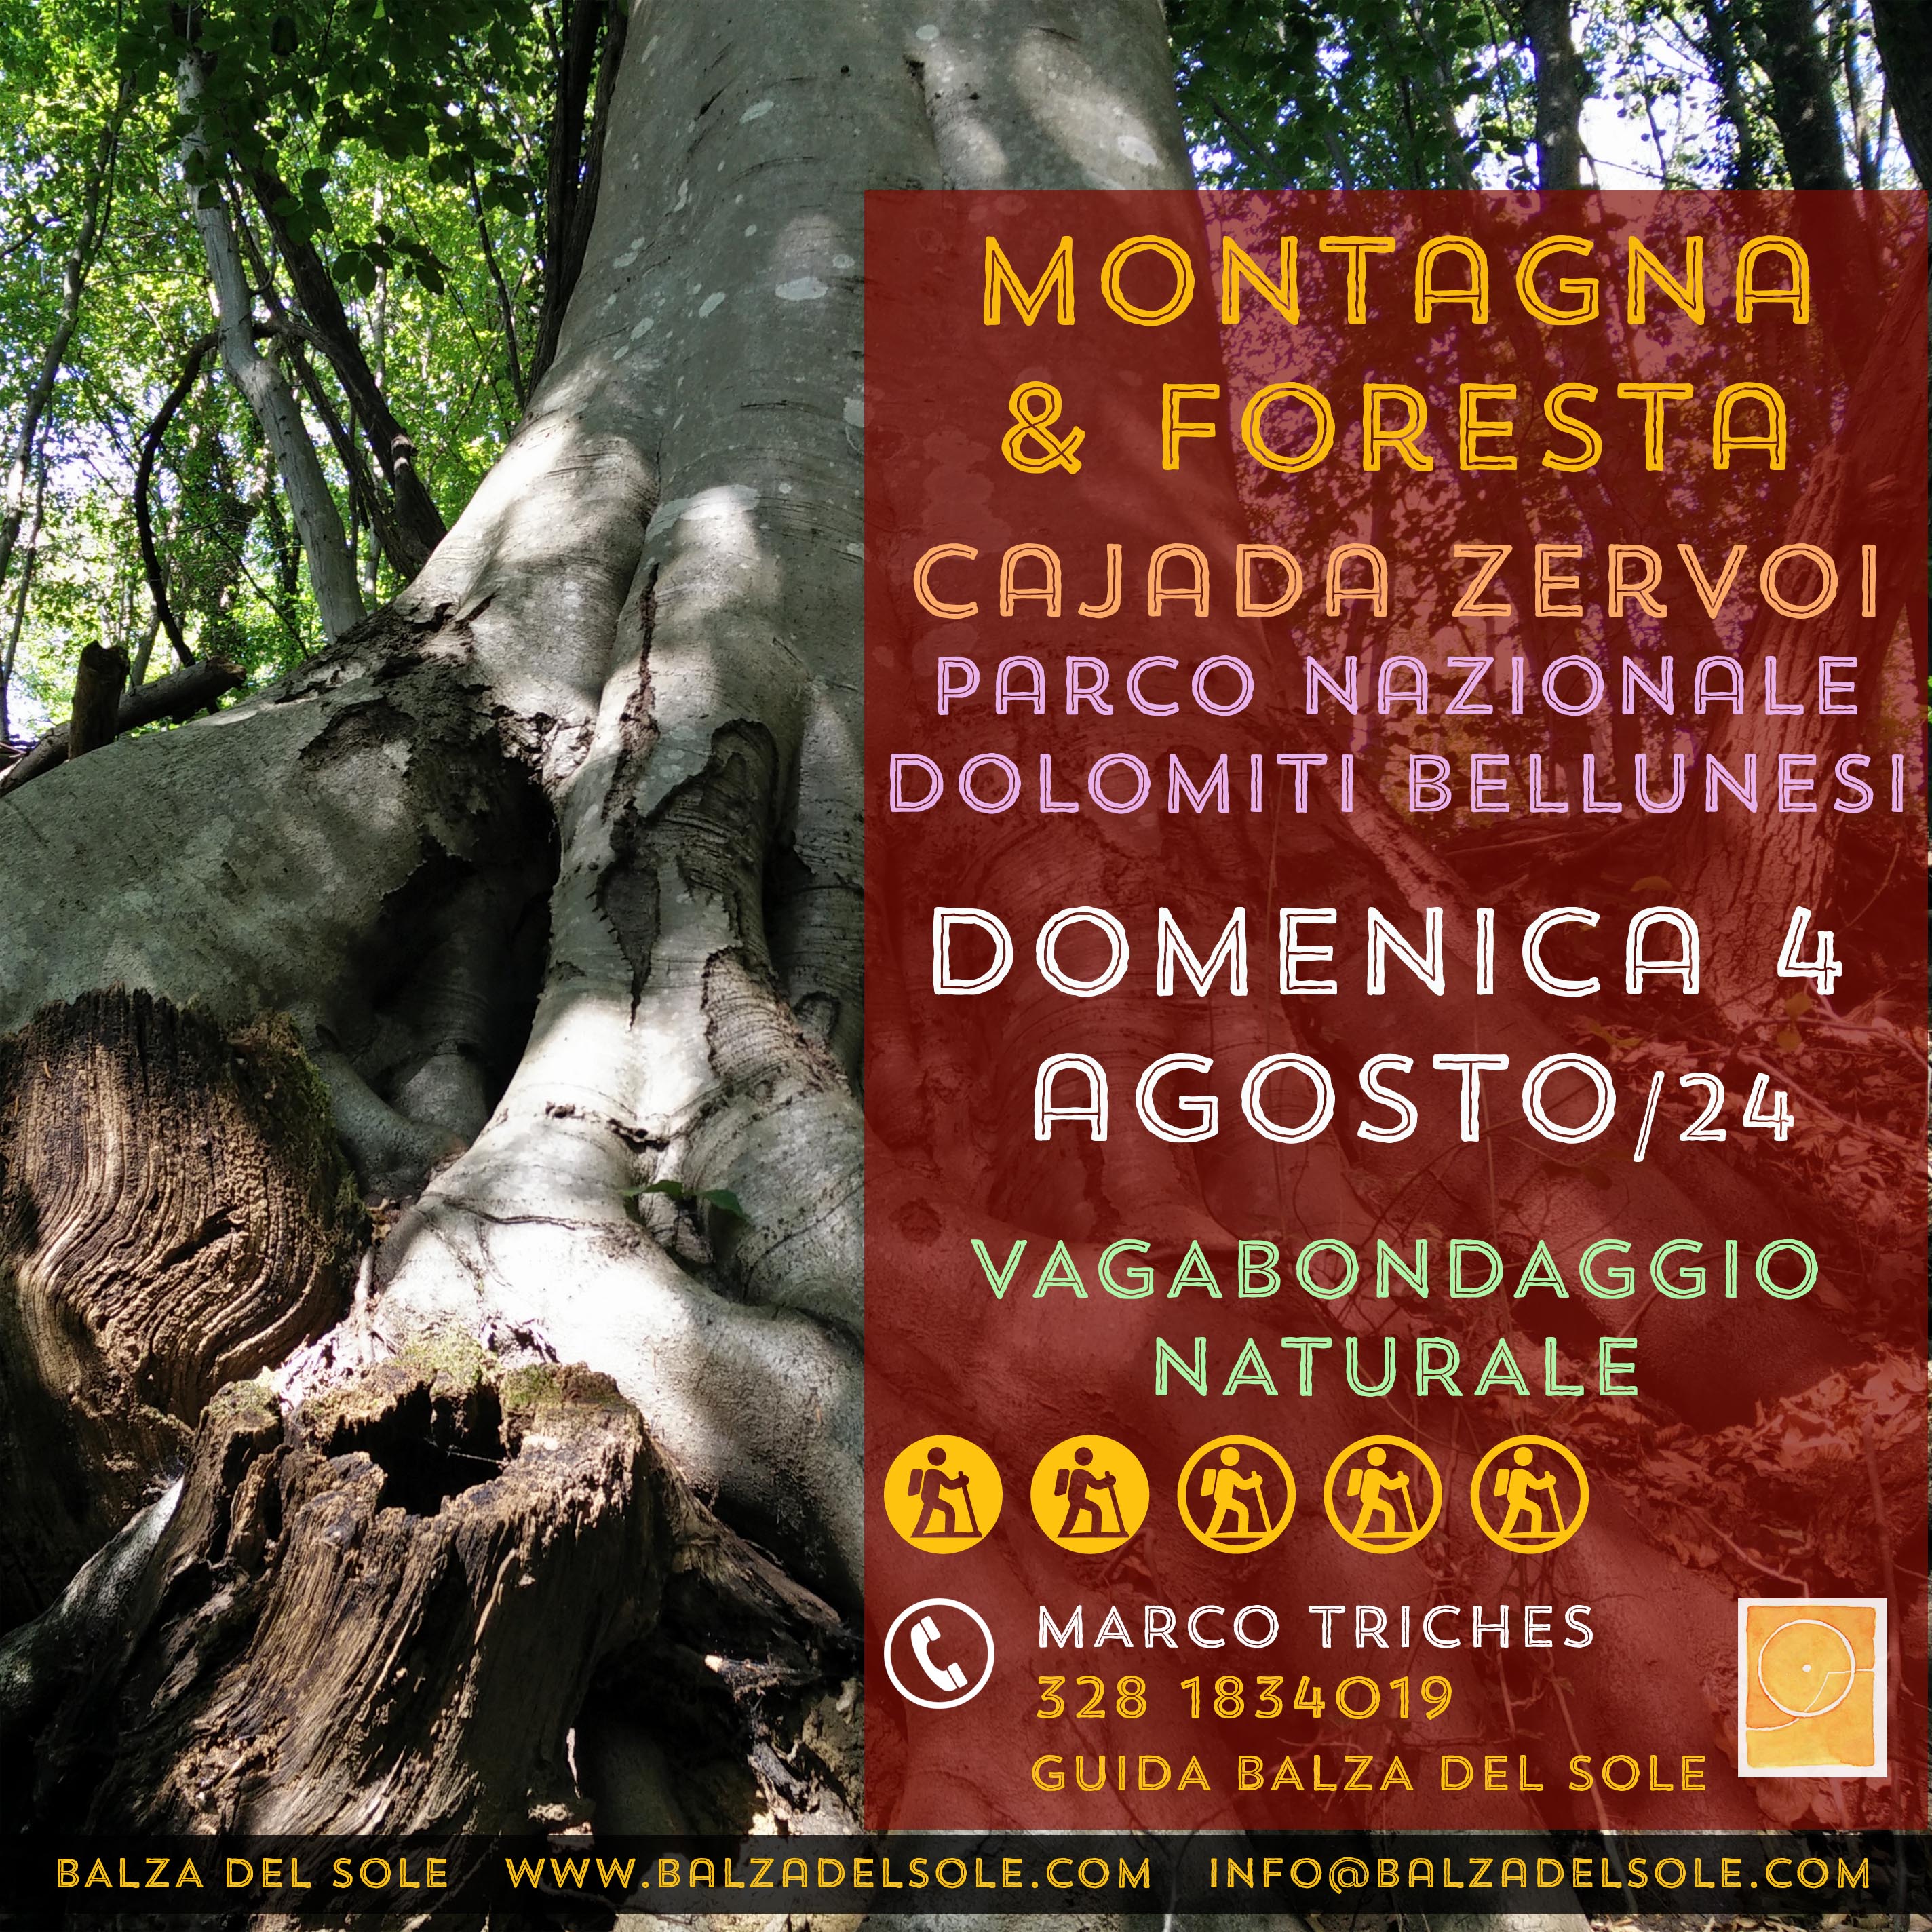 MONTAGNA
& FORESTA
CAJADA ZERVOI
PARCO NAZIONALE
DOLOMITI BELLUNESI
DOMENICA 4
AGOSTO/24
VAGABONDAGGIO
NATURALE
MARCO TRICHES
328 1834019
GUIDA BALZA DEL SOLE
BALZA DEL SOLE WWW.BALZADELSOLE.COM INFO@BALZADELSOLE.COM